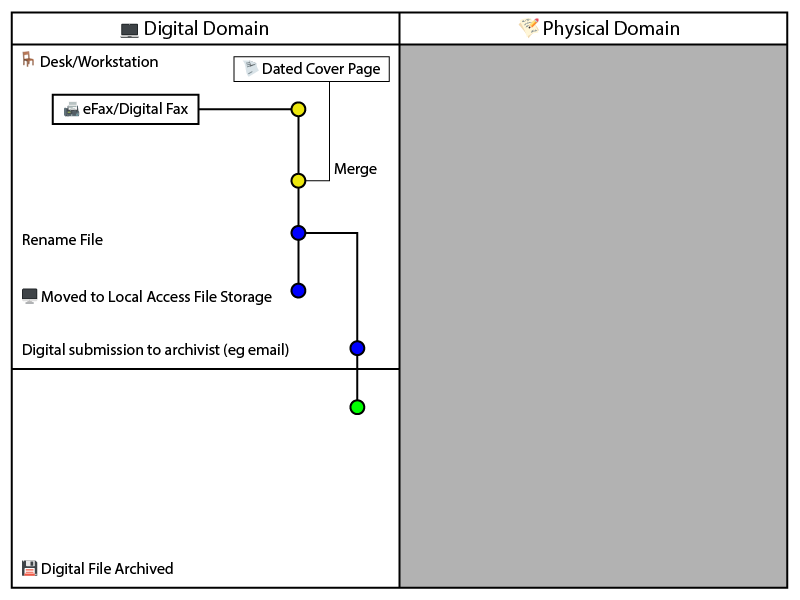 Digital Domain
Physical Domain
Desk/Workstation
Dated Cover Page
eFax/Digital Fax
Merge
Rename File
Moved to Local Access File Storage
Digital submission to archivist (eg email)
Digital File Archived